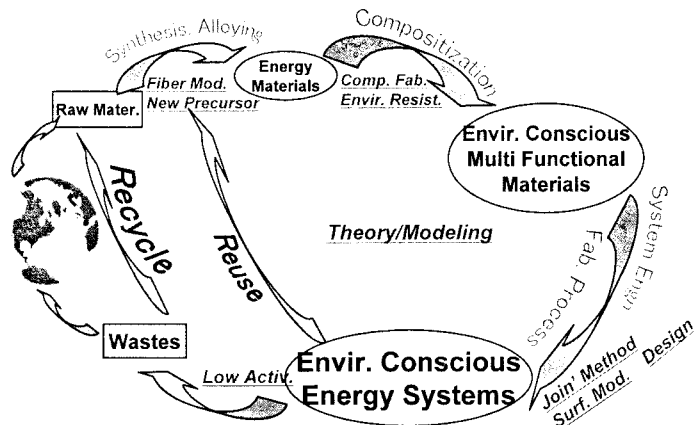 Synthesis. Alloying
Compositization
Energy
Materials
Fiber Mod.
New Precursor
Comp. Fab.
Envir. Resist.
Raw Mater.
Envir. Conscious
Multi Functional
Materials
Recycle
Reuse
Theory/Modeling
System Engn
Fab. Process
Wastes
Low Activ.
Envir. Conscious
Energy Systems
Join' Method
Surf. Mod.
Design